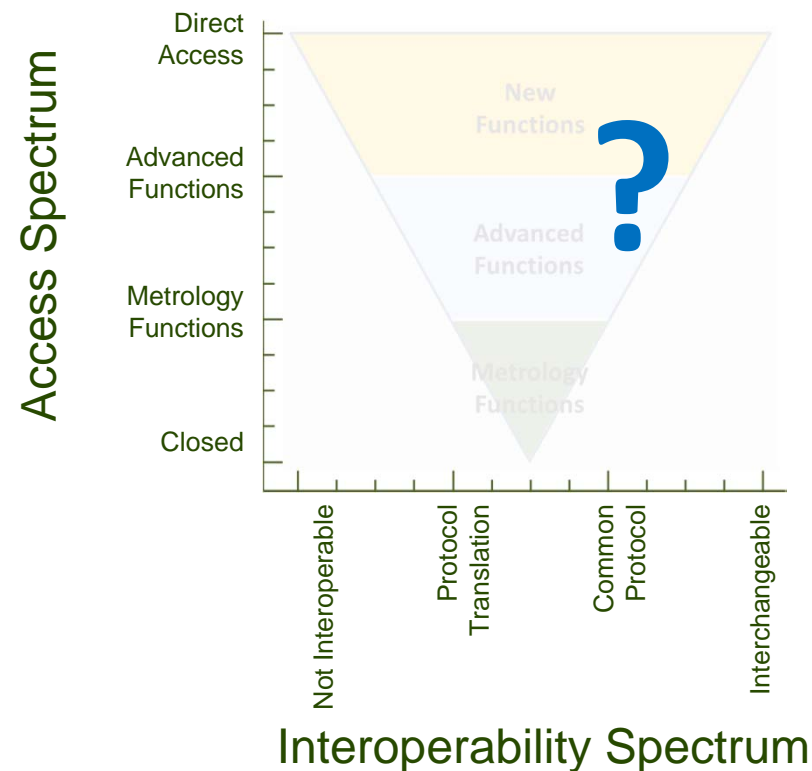 Access Spectrum
Direct
Access
Advanced
Functions
Metrology
Functions
Closed
New
Functions
?
Advanced
Functions
Metrology
Functions
Not Interoperable
Protocol
Translation
Common
Protocol
Interchangeable
Interoperability Spectrum